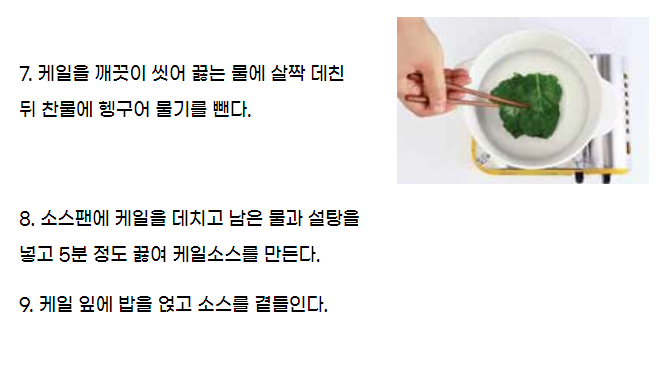 7. 케일을 깨끗이 씻어 끓는 물에 살짝 데친
뒤 찬물에 헹구어 물기를 뺀다.
8. 소스팬에 케일을 데치고 남은 물과 설탕을
넣고 5분 정도 끓여 케일소스를 만든다.
9. 케일 잎에 밥을 얹고 소스를 곁들인다.